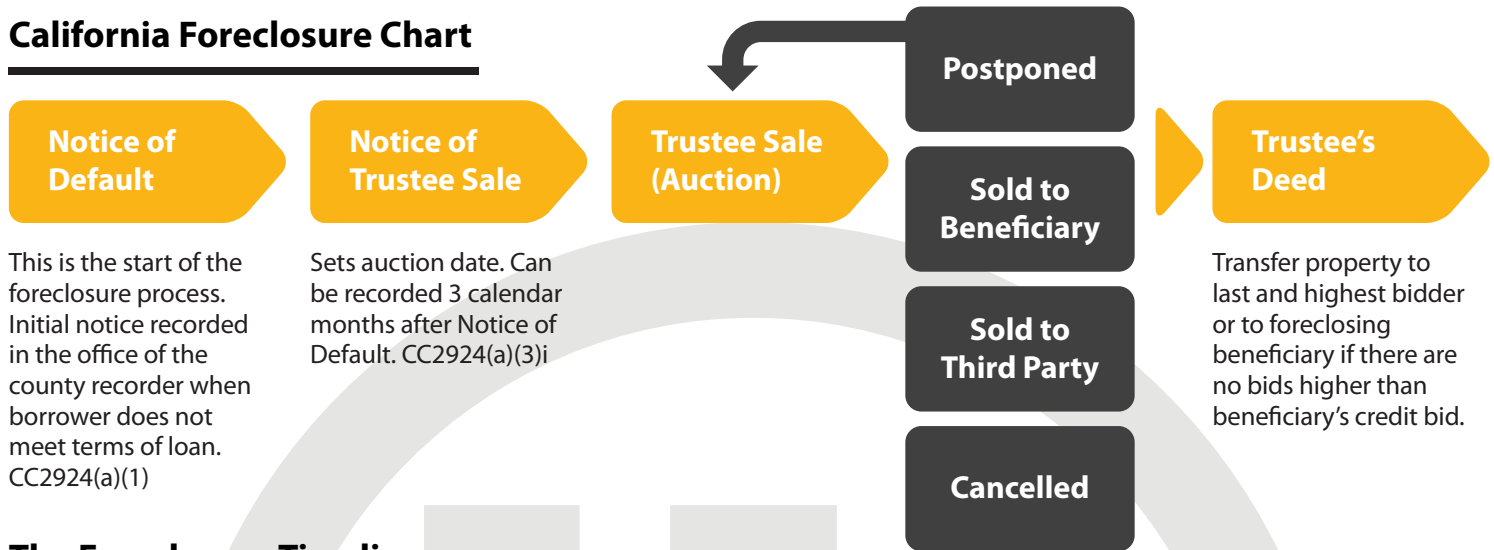 California Foreclosure Chart
Notice of
Default
This is the start of the
foreclosure process.
Initial notice recorded
in the office of the
county recorder when
borrower does not
meet terms of loan.
CC2924(a)(1)
Notice of
Trustee Sale
Sets auction date. Can
be recorded 3 calendar
months after Notice of
Default. CC2924(a)(3)i
Trustee Sale
(Auction)
Postponed
Sold to
Beneficiary
Sold to
Third Party
Cancelled
Trustee's
Deed
Transfer property to
last and highest bidder
or to foreclosing
beneficiary if there are
no bids higher than
beneficiary's credit bid.